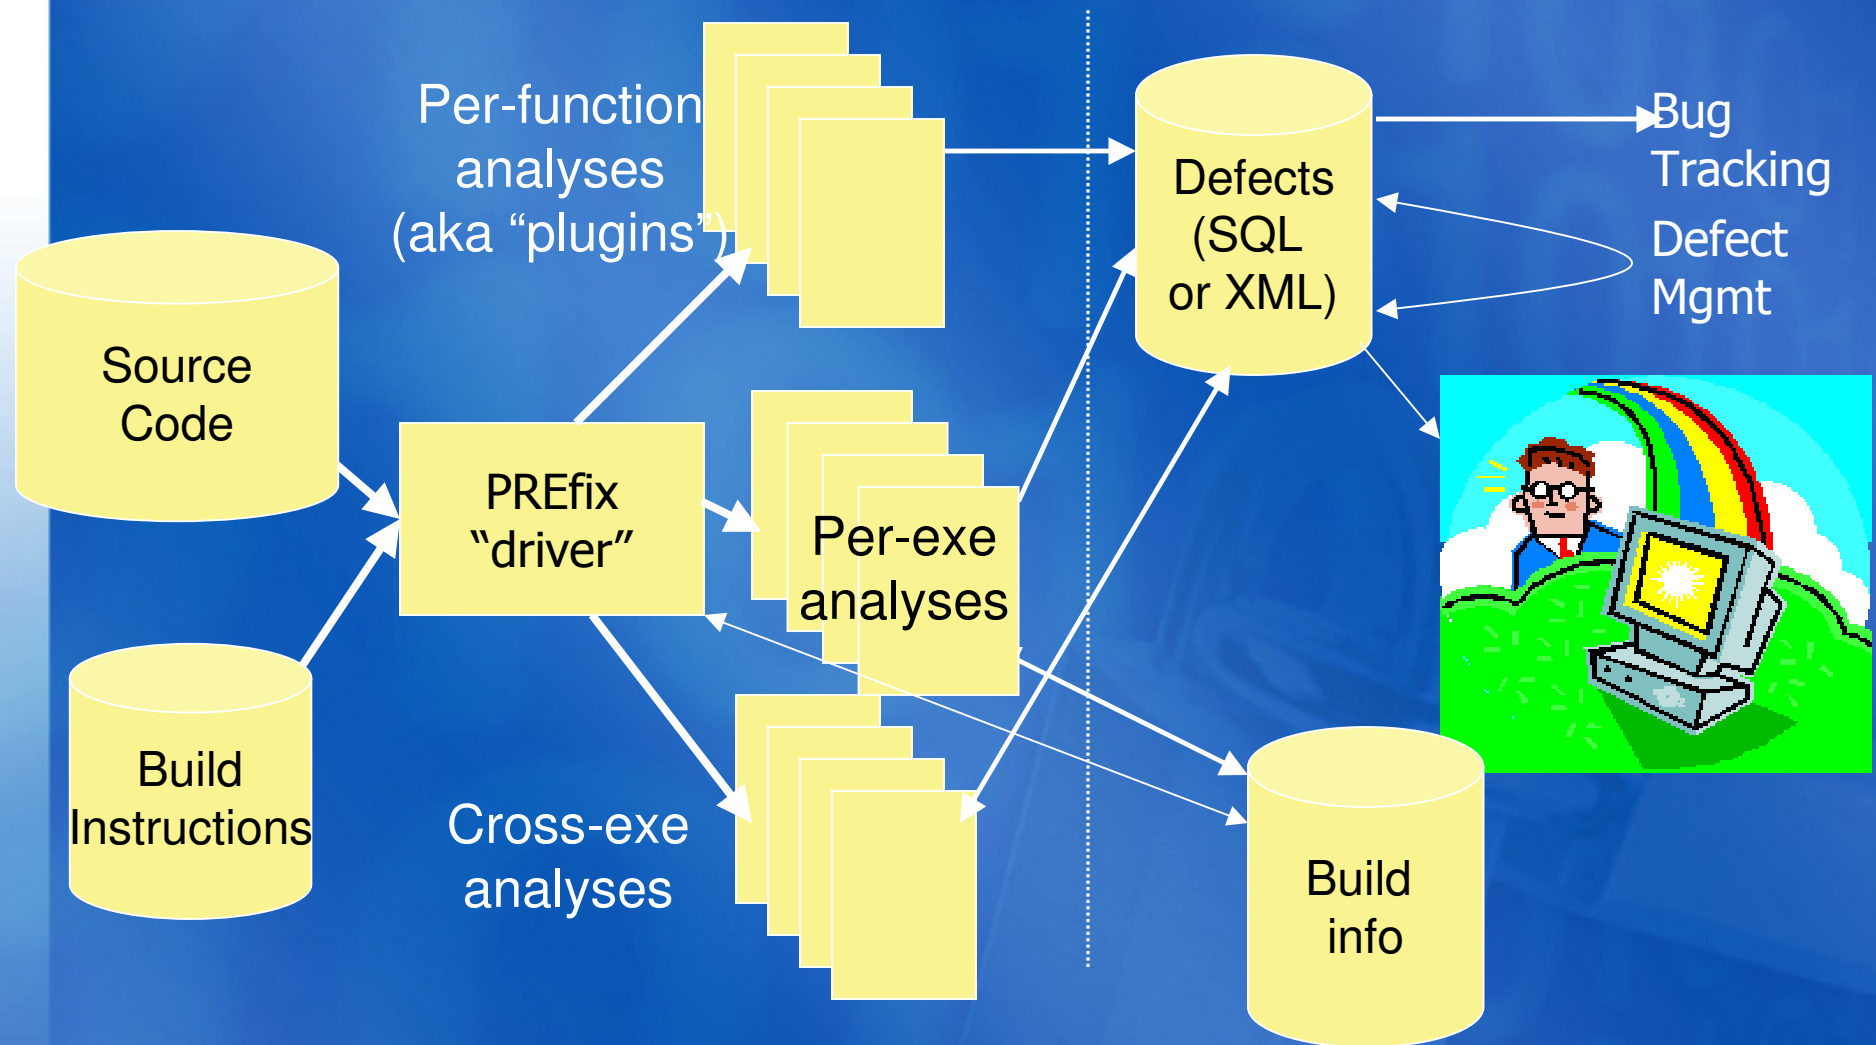 Per-function
analyses
(aka “plugins”)
Source
Code
PREfix
“driver”
Build
Instructions
Per-exe
analyses
Cross-exe
analyses
Defects
(SQL
or XML)
Bug
Tracking
Defect
Mgmt
Build
info